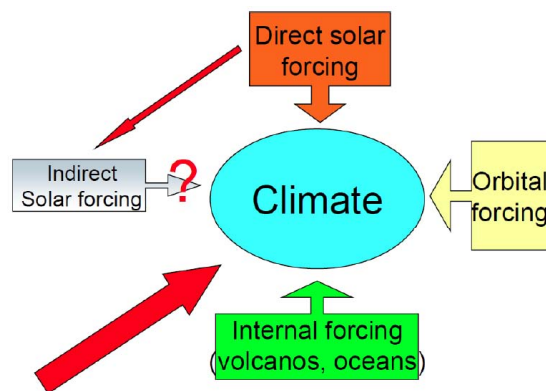 Direct solar
forcing
Indirect
Solar forcing
?
Climate
Orbital
forcing
Internal forcing
(volcanos, oceans)